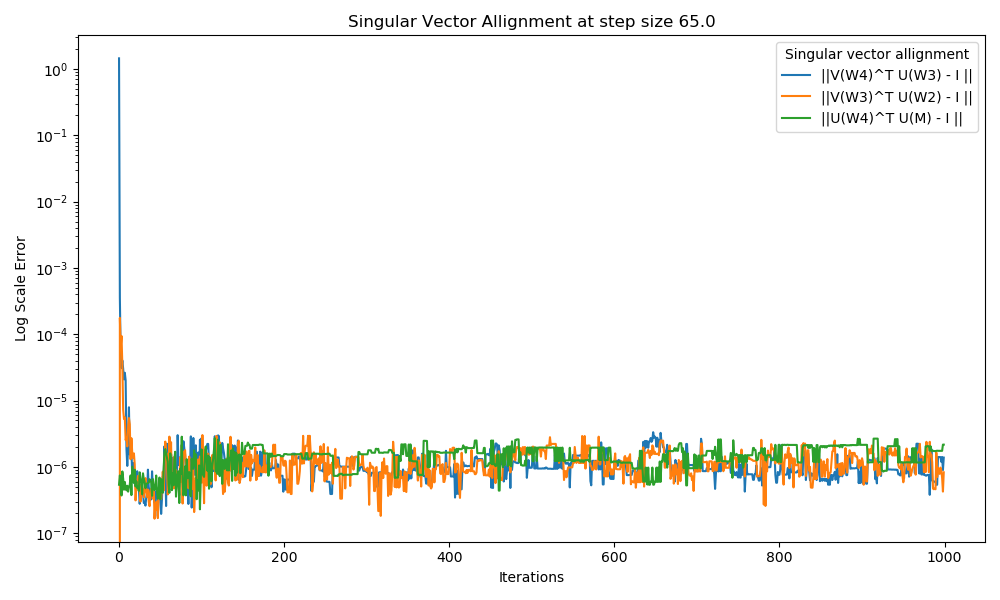 Singular Vector Allignment at step size 65.0
Singular vector allignment
||V(W4)^T U(W3) - I ||
||V(W3)^T U(W2) - I ||
||U(W4)^T U(M) - I ||
Log Scale Error
10^0
10^-1
10^-2
10^-3
10^-4
10^-5
10^-6
10^-7
0 200 400 600 800 1000
Iterations